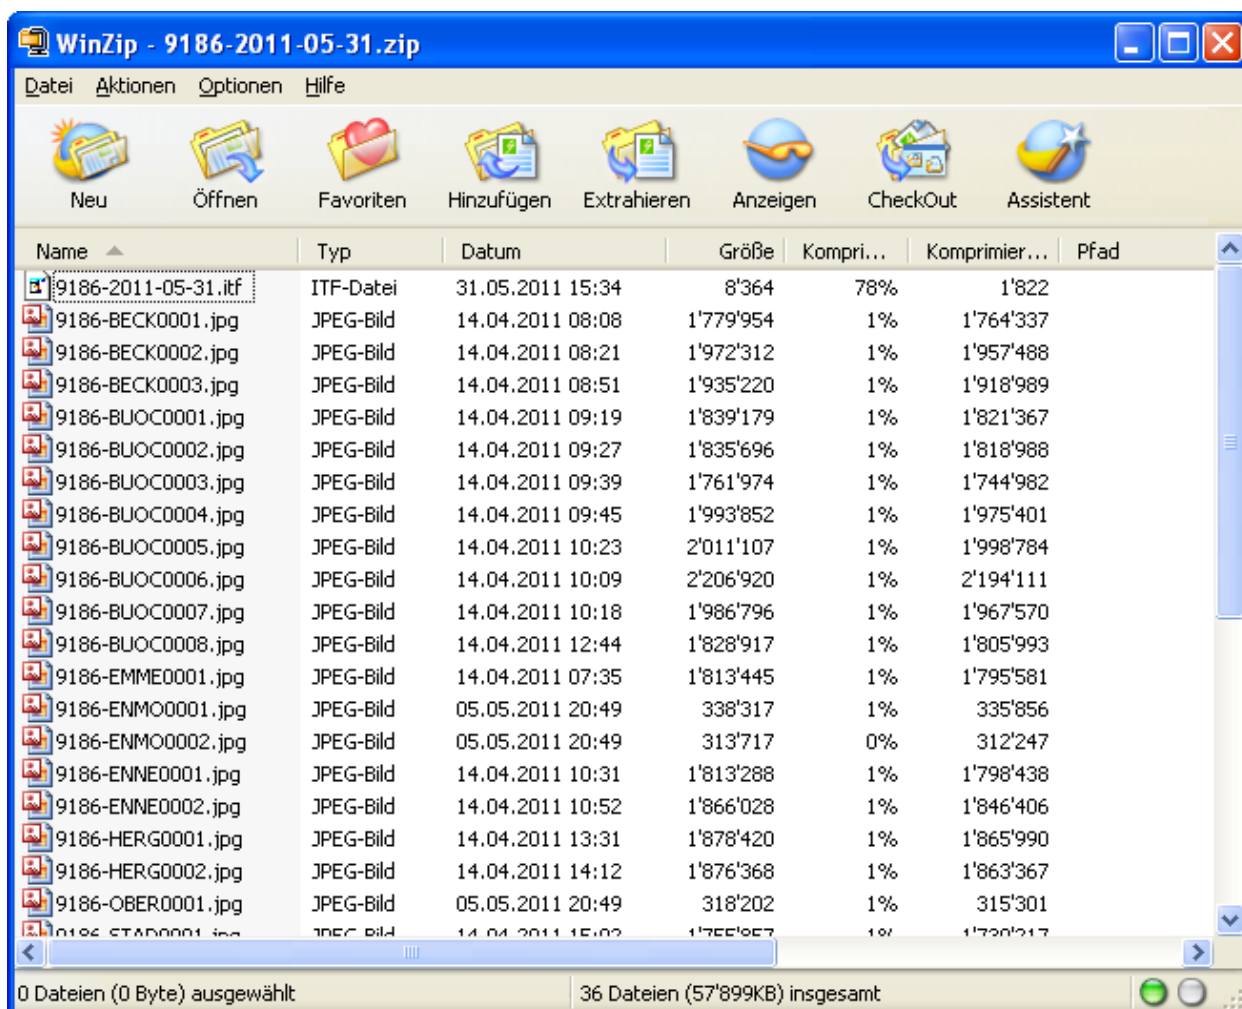 WinZip - 9186-2011-05-31.zip
Datei Aktionen Optionen Hilfe
Neu Öffnen Favoriten Hinzufügen Extrahieren Anzeigen CheckOut Assistent
Name Typ Datum Größe Kompri... Komprimier... Pfad
9186-2011-05-31.itf ITF-Datei 31.05.2011 15:34 8'364 78% 1'822
9186-BECK0001.jpg JPEG-Bild 14.04.2011 08:08 1'779'954 1% 1'764'337
9186-BECK0002.jpg JPEG-Bild 14.04.2011 08:21 1'972'312 1% 1'957'488
9186-BECK0003.jpg JPEG-Bild 14.04.2011 08:51 1'935'220 1% 1'918'989
9186-BUOC0001.jpg JPEG-Bild 14.04.2011 09:19 1'839'179 1% 1'821'367
9186-BUOC0002.jpg JPEG-Bild 14.04.2011 09:27 1'835'696 1% 1'818'988
9186-BUOC0003.jpg JPEG-Bild 14.04.2011 09:39 1'761'974 1% 1'744'982
9186-BUOC0004.jpg JPEG-Bild 14.04.2011 09:45 1'993'852 1% 1'975'401
9186-BUOC0005.jpg JPEG-Bild 14.04.2011 10:23 2'011'107 1% 1'998'784
9186-BUOC0006.jpg JPEG-Bild 14.04.2011 10:09 2'206'920 1% 2'194'111
9186-BUOC0007.jpg JPEG-Bild 14.04.2011 10:18 1'986'796 1% 1'967'570
9186-BUOC0008.jpg JPEG-Bild 14.04.2011 12:44 1'828'917 1% 1'805'993
9186-EMME0001.jpg JPEG-Bild 14.04.2011 07:35 1'813'445 1% 1'795'581
9186-ENMO0001.jpg JPEG-Bild 05.05.2011 20:49 338'317 1% 335'856
9186-ENMO0002.jpg JPEG-Bild 05.05.2011 20:49 313'717 0% 312'247
9186-ENNE0001.jpg JPEG-Bild 14.04.2011 10:31 1'813'288 1% 1'798'438
9186-ENNE0002.jpg JPEG-Bild 14.04.2011 10:52 1'866'028 1% 1'846'406
9186-HERG0001.jpg JPEG-Bild 14.04.2011 13:31 1'878'420 1% 1'865'990
9186-HERG0002.jpg JPEG-Bild 14.04.2011 14:12 1'876'368 1% 1'863'367
9186-OBER0001.jpg JPEG-Bild 05.05.2011 20:49 318'202 1% 315'301
9186-STAD0001.jpg JPEG-Bild 14.04.2011 1%
0 Dateien (0 Byte) ausgewählt 36 Dateien (57'899KB) insgesamt